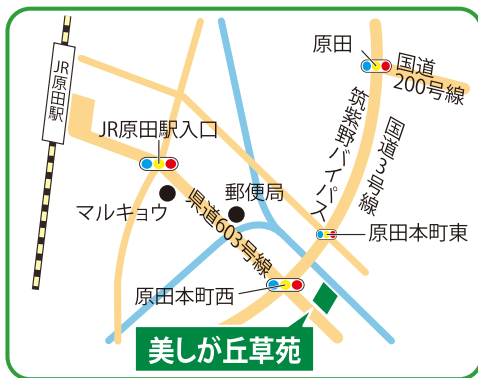 原田
国道
200号線
JR原田駅
筑紫野バイパス
国道3号線
JR原田駅入口
マルキョウ
郵便局
県道603号線
原田本町東
原田本町西
美しが丘草苑